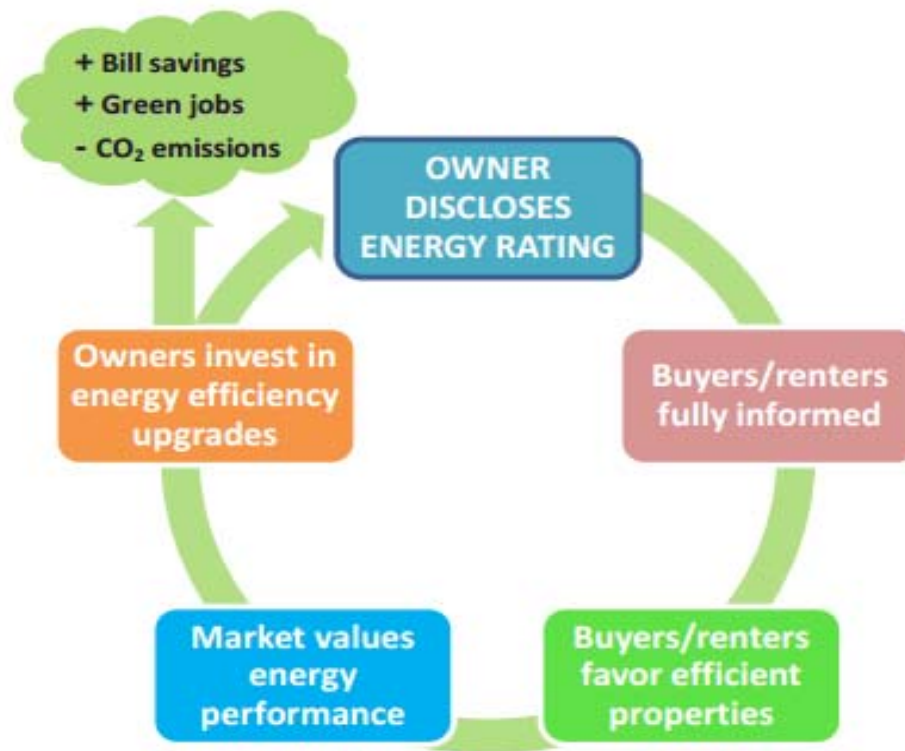 + Bill savings
+ Green jobs
- CO₂ emissions
OWNER
DISCLOSES
ENERGY RATING
Buyers/renters
fully informed
Buyers/renters
favor efficient
properties
Market values
energy
performance
Owners invest in
energy efficiency
upgrades